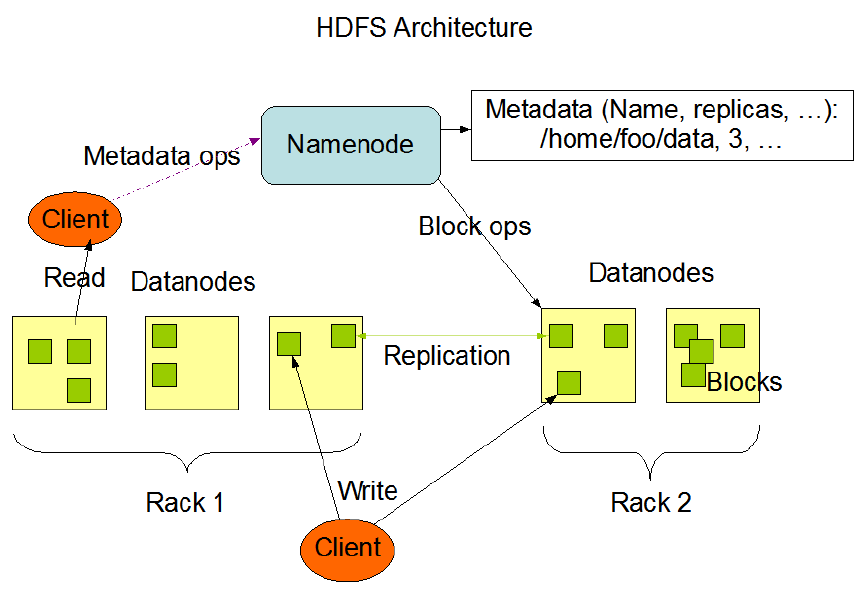 HDFS Architecture
Metadata (Name, replicas, …):
/home/foo/data, 3, …
Namenode
Metadata ops
Client
Block ops
Read
Datanodes
Datanodes
Replication
Blocks
Rack 1
Write
Rack 2
Client